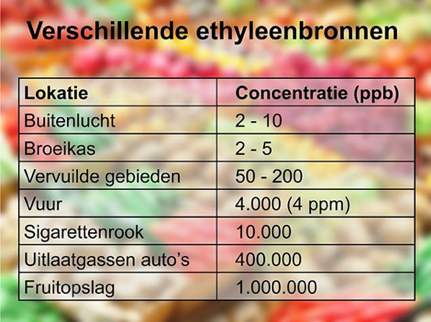 Verschillende ethyleenbronnen
Lokatie Concentratie (ppb)
Buitenlucht 2 - 10
Broeikas 2 - 5
Vervuilde gebieden 50 - 200
Vuur 4.000 (4 ppm)
Sigarettenrook 10.000
Uitlaatgassen auto's 400.000
Fruitopslag 1.000.000